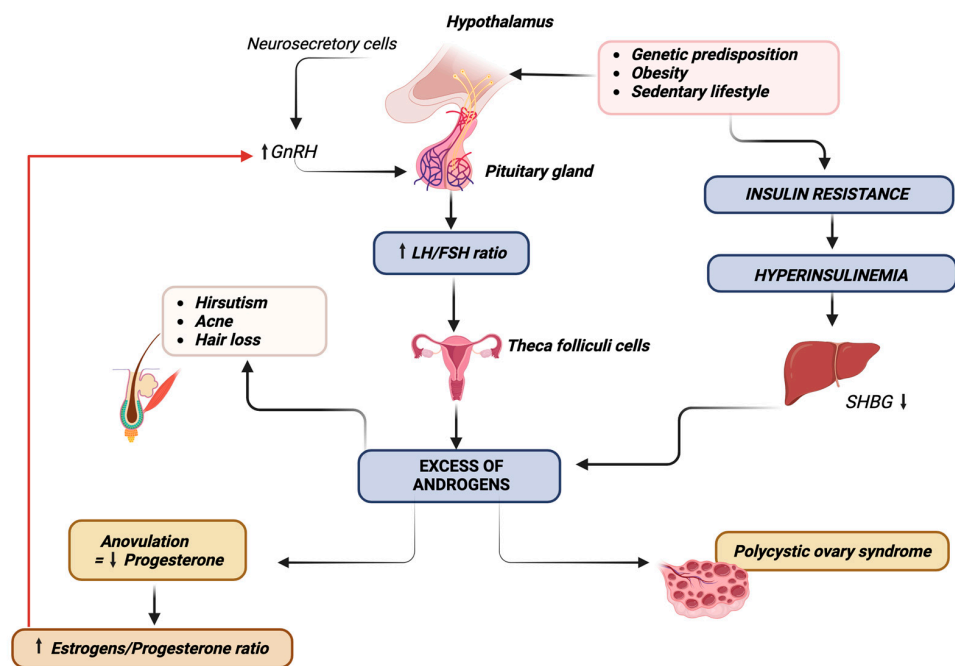 Hypothalamus
Neurosecretory cells
• Genetic predisposition
• Obesity
• Sedentary lifestyle
↑ GnRH
Pituitary gland
INSULIN RESISTANCE
↑ LH/FSH ratio
HYPERINSULINEMIA
• Hirsutism
• Acne
• Hair loss
Theca folliculi cells
SHBG ↓
EXCESS OF
ANDROGENS
Anovulation
= ↓ Progesterone
Polycystic ovary syndrome
↑ Estrogens/Progesterone ratio